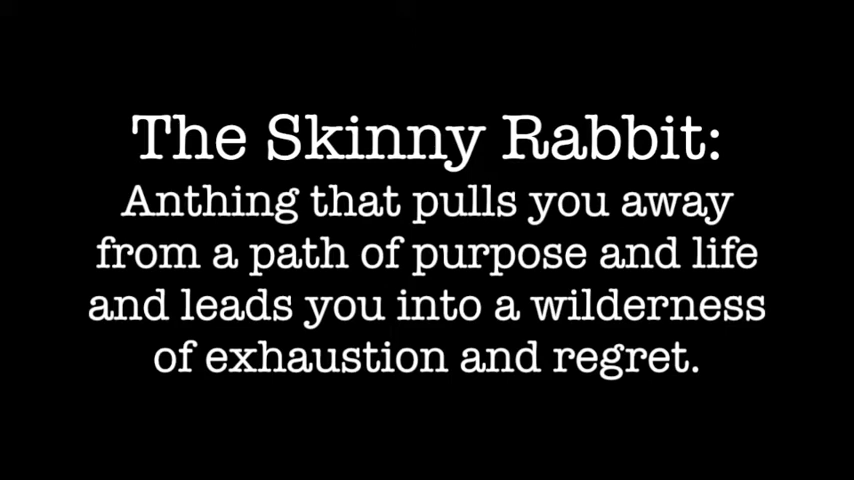 The Skinny Rabbit:
Anthing that pulls you away
from a path of purpose and life
and leads you into a wilderness
of exhaustion and regret.